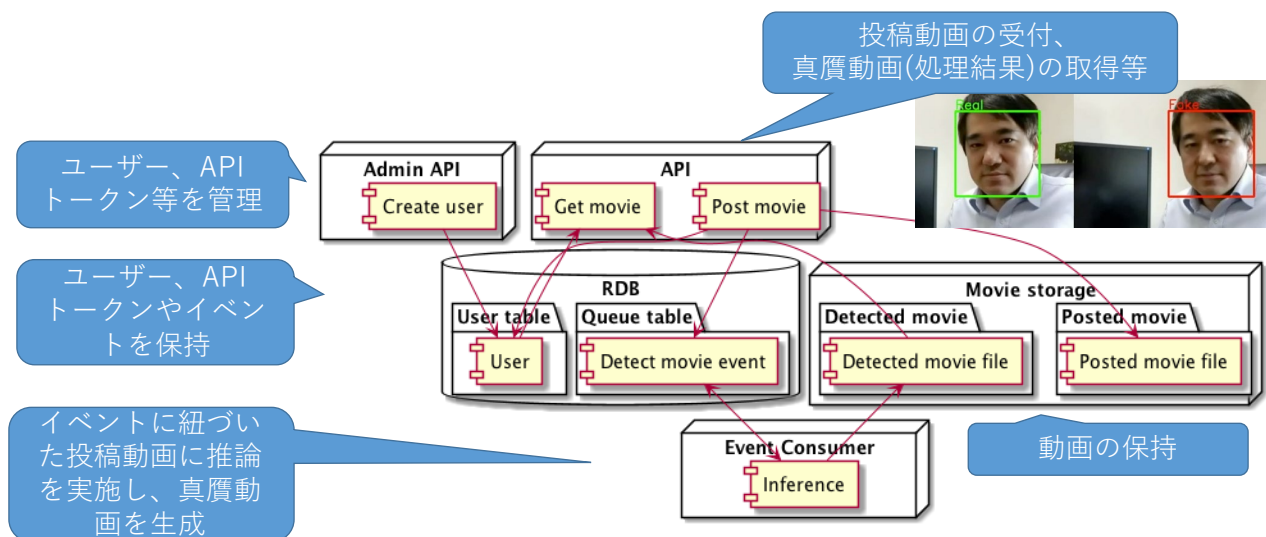 投稿動画の受付、
真贋動画(処理結果)の取得等
Real
Fake
ユーザー、API
トークン等を管理
Admin API
Create user
API
Get movie
Post movie
ユーザー、API
トークンやイベン
トを保持
RDB
User table
User
Queue table
Detect movie event
Movie storage
Detected movie
Detected movie file
Posted movie
Posted movie file
イベントに紐づい
た投稿動画に推論
を実施し、真贋動
画を生成
Event Consumer
Inference
動画の保持